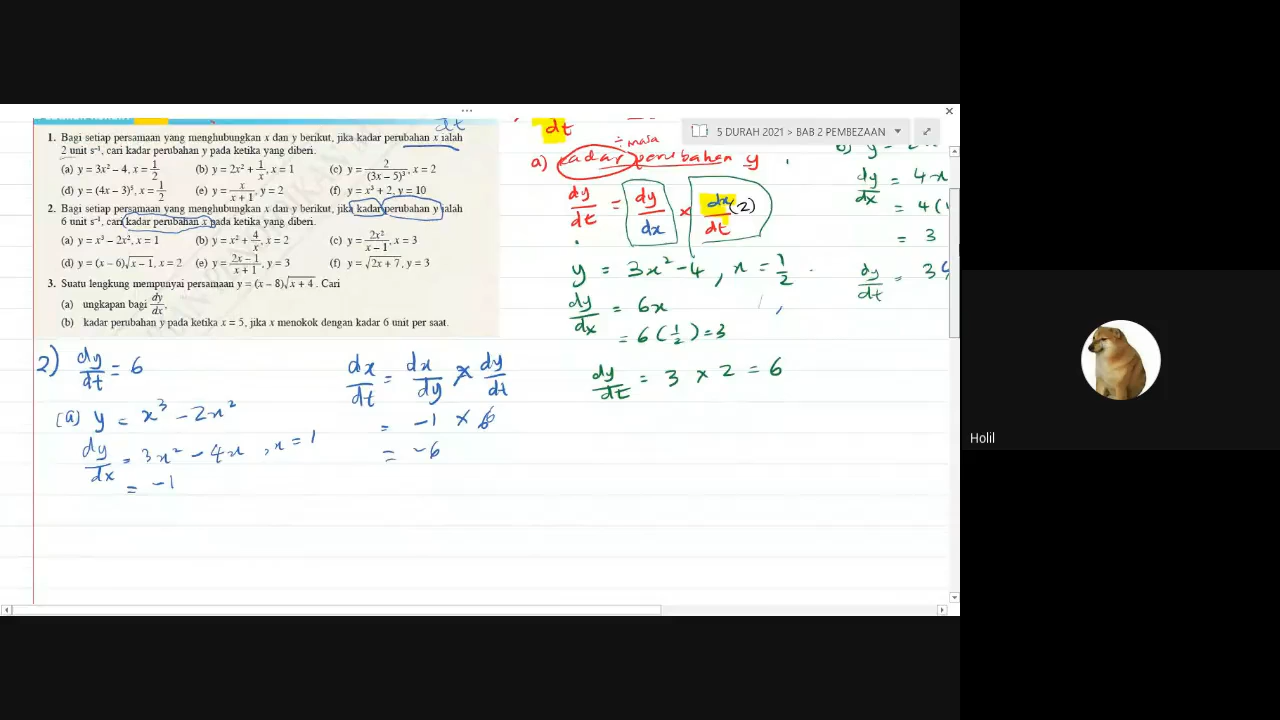 ...
×
5 DURAH 2021 > BAB 2 PEMBEZAAN
dt
1. Bagi setiap persamaan yang menghubungkan x dan y berikut, jika kadar perubahan x ialah
2 unit s⁻¹, cari kadar perubahan y pada ketika yang diberi.
(a) y = 3x² – 4, x = 1/2 (b) y = 2x² + 1/x, x = 1 (c) y = 2/(3x – 5)³, x = 2
(d) y = (4x – 3)⁵, x = 1/2 (e) y = x/(x + 1), y = 2 (f) y = x³ + 2, y = 10
2. Bagi setiap persamaan yang menghubungkan x dan y berikut, jika kadar perubahan y ialah
6 unit s⁻¹, cari kadar perubahan x pada ketika yang diberi.
(a) y = x³ – 2x², x = 1 (b) y = x² + 4/x, x = 2 (c) y = 2x²/(x – 1), x = 3
(d) y = (x – 6)√(x – 1), x = 2 (e) y = (2x – 1)/(x + 1), y = 3 (f) y = √(2x + 7), y = 3
3. Suatu lengkung mempunyai persamaan y = (x – 8)√(x + 4). Cari
(a) ungkapan bagi dy/dx,
(b) kadar perubahan y pada ketika x = 5, jika x menokok dengan kadar 6 unit per saat.
2) dy/dt = 6
(a) y = x³ – 2x²
dy/dx = 3x² – 4x, x = 1
= –1
dx/dt = dx/dy × dy/dt
= –1 × 6
= –6
dt
÷ masa
a) kadar perubahan y
dy/dt = dy/dx × dx/dt (2)
y = 3x² – 4, x = 1/2
dy/dx = 6x
= 6(1/2) = 3
dy/dt = 3 × 2 = 6
dy/dx = 4x
= 4(1
= 3
dy/dt = 3
Holil